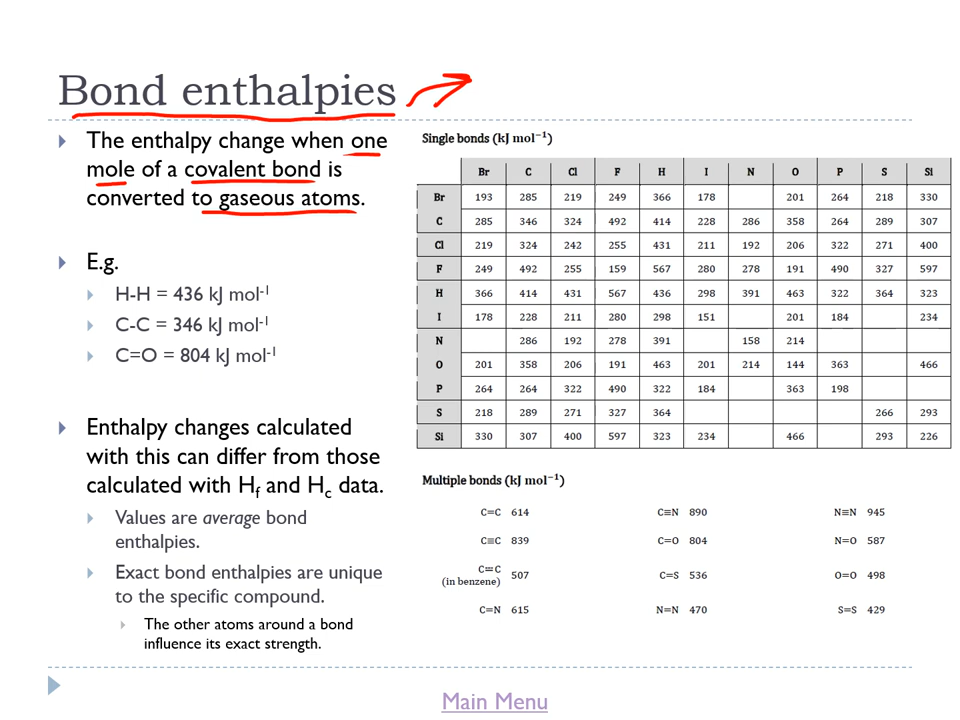 Bond enthalpies
The enthalpy change when one
mole of a covalent bond is
converted to gaseous atoms.
E.g.
H-H = 436 kJ mol⁻¹
C-C = 346 kJ mol⁻¹
C=O = 804 kJ mol⁻¹
Enthalpy changes calculated
with this can differ from those
calculated with Hf and Hc data.
Values are average bond
enthalpies.
Exact bond enthalpies are unique
to the specific compound.
The other atoms around a bond
influence its exact strength.
Single bonds (kJ mol⁻¹)
Br C Cl F H I N O P S Si
Br 193 285 219 249 366 178 201 264 218 330
C 285 346 324 492 414 228 286 358 264 289 307
Cl 219 324 242 255 431 211 192 206 322 271 400
F 249 492 255 159 567 280 278 191 490 327 597
H 366 414 431 567 436 298 391 463 322 364 323
I 178 228 211 280 298 151 201 184 234
N 286 192 278 391 158 214
O 201 358 206 191 463 201 214 144 363 466
P 264 264 322 490 322 184 363 198
S 218 289 271 327 364 266 293
Si 330 307 400 597 323 234 466 293 226
Multiple bonds (kJ mol⁻¹)
C=C 614 C≡N 890 N≡N 945
C≡C 839 C=O 804 N=O 587
C=C
(in benzene) 507 C=S 536 O=O 498
C=N 615 N=N 470 S=S 429
Main Menu